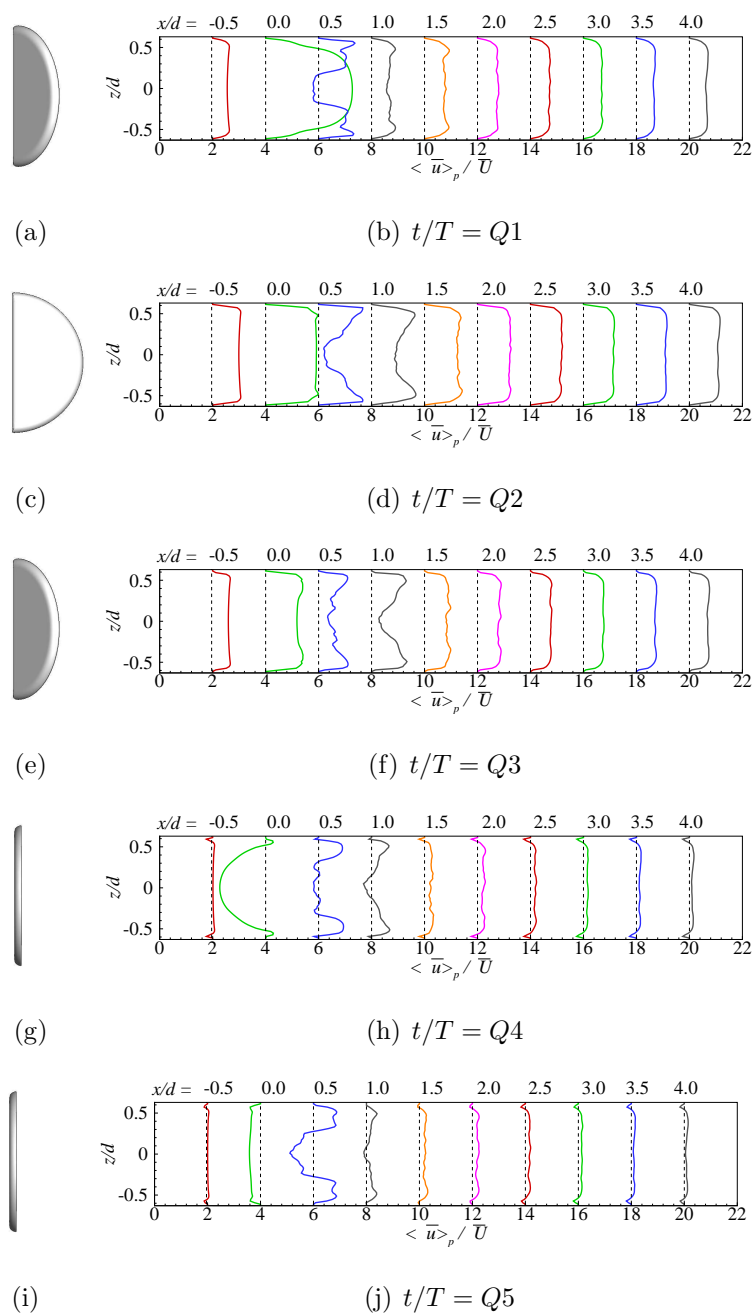 x/d = -0.5 0.0 0.5 1.0 1.5 2.0 2.5 3.0 3.5 4.0
z/d
0.5
0
-0.5
0 2 4 6 8 10 12 14 16 18 20 22
< u̅ >ₚ / U̅
(a) (b) t/T = Q1
x/d = -0.5 0.0 0.5 1.0 1.5 2.0 2.5 3.0 3.5 4.0
z/d
0.5
0
-0.5
0 2 4 6 8 10 12 14 16 18 20 22
< u̅ >ₚ / U̅
(c) (d) t/T = Q2
x/d = -0.5 0.0 0.5 1.0 1.5 2.0 2.5 3.0 3.5 4.0
z/d
0.5
0
-0.5
0 2 4 6 8 10 12 14 16 18 20 22
< u̅ >ₚ / U̅
(e) (f) t/T = Q3
x/d = -0.5 0.0 0.5 1.0 1.5 2.0 2.5 3.0 3.5 4.0
z/d
0.5
0
-0.5
0 2 4 6 8 10 12 14 16 18 20 22
< u̅ >ₚ / U̅
(g) (h) t/T = Q4
x/d = -0.5 0.0 0.5 1.0 1.5 2.0 2.5 3.0 3.5 4.0
z/d
0.5
0
-0.5
0 2 4 6 8 10 12 14 16 18 20 22
< u̅ >ₚ / U̅
(i) (j) t/T = Q5